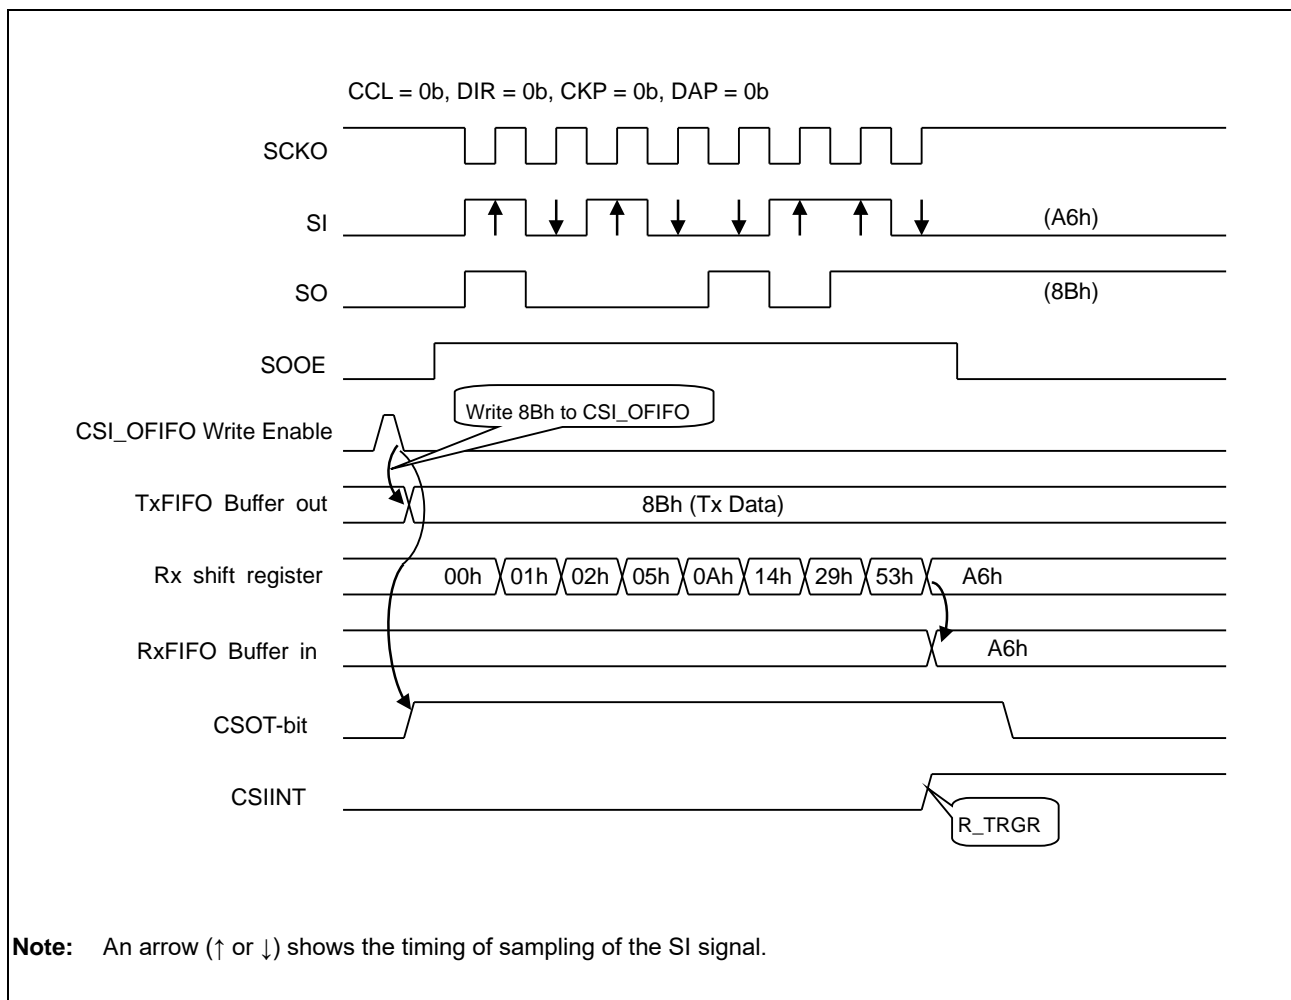 CCL = 0b, DIR = 0b, CKP = 0b, DAP = 0b
SCKO
SI
(A6h)
SO
(8Bh)
SOOE
Write 8Bh to CSI_OFIFO
CSI_OFIFO Write Enable
TxFIFO Buffer out
8Bh (Tx Data)
Rx shift register
00h 01h 02h 05h 0Ah 14h 29h 53h A6h
RxFIFO Buffer in
A6h
CSOT-bit
CSIINT
R_TRGR
Note: An arrow (↑ or ↓) shows the timing of sampling of the SI signal.